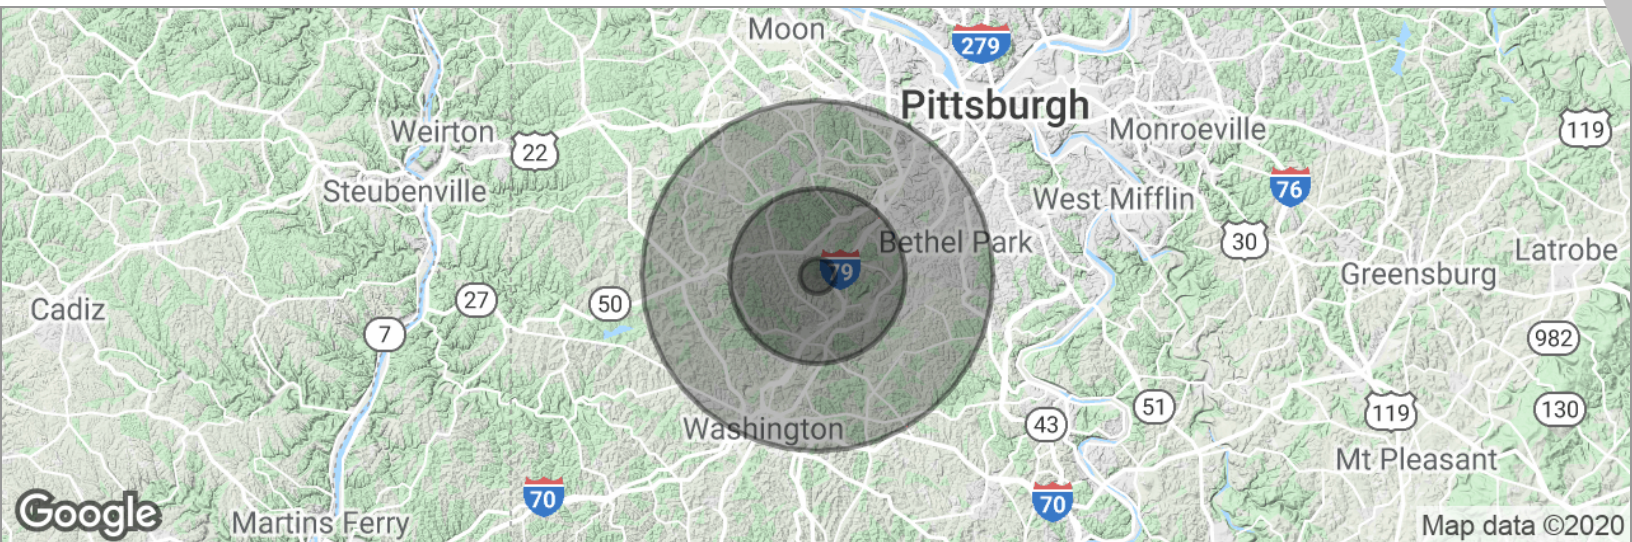 Moon
279
Pittsburgh
Weirton
22
Monroeville
119
Steubenville
West Mifflin
76
Bethel Park
30
Latrobe
79
Greensburg
Cadiz
27
50
7
982
Washington
43
51
119
130
Mt Pleasant
70
70
Google
Martins Ferry
Map data ©2020